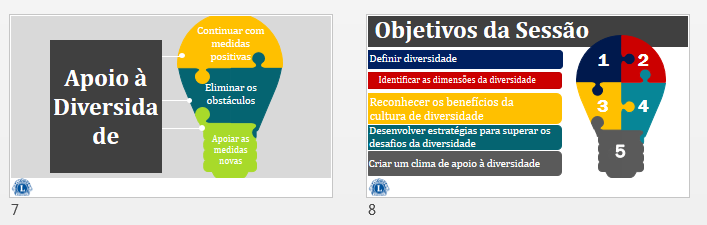 Apoio à
Diversida
de
Continuar com
medidas
positivas
Eliminar os
obstáculos
Apoiar as
medidas
novas
L
7
Objetivos da Sessão
Definir diversidade
Identificar as dimensões da diversidade
Reconhecer os benefícios da
cultura de diversidade
Desenvolver estratégias para superar os
desafios da diversidade
Criar um clima de apoio à diversidade
1
2
3
4
5
L
8